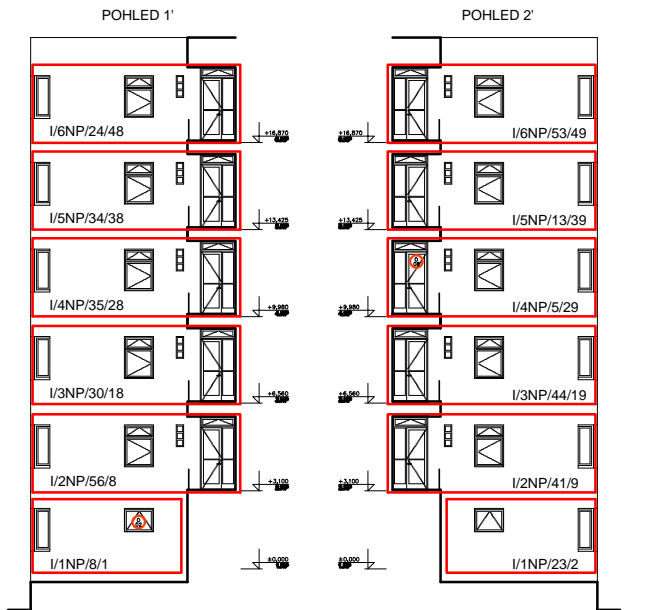 POHLED 1'
POHLED 2'
I/6NP/24/48
+16,870
+16,870
I/6NP/53/49
I/5NP/34/38
+13,425
+13,425
I/5NP/13/39
I/4NP/35/28
+9,980
+9,980
I/4NP/5/29
I/3NP/30/18
+6,560
+6,560
I/3NP/44/19
I/2NP/56/8
+3,100
+3,100
I/2NP/41/9
I/1NP/8/1
±0,000
±0,000
I/1NP/23/2